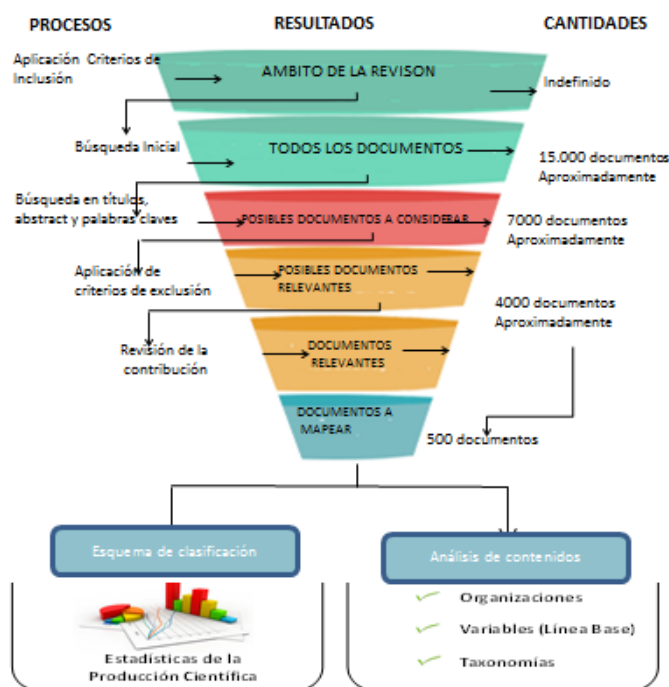 PROCESOS
RESULTADOS
CANTIDADES
Aplicación Criterios de
Inclusión
AMBITO DE LA REVISON
Indefinido
Búsqueda Inicial
TODOS LOS DOCUMENTOS
15.000 documentos
Aproximadamente
Búsqueda en títulos,
abstract y palabras claves
POSIBLES DOCUMENTOS A CONSIDERAR
7000 documentos
Aproximadamente
Aplicación de
criterios de exclusión
POSIBLES DOCUMENTOS
RELEVANTES
4000 documentos
Aproximadamente
Revisión de la
contribución
DOCUMENTOS
RELEVANTES
DOCUMENTOS A
MAPEAR
500 documentos
Esquema de clasificación
Análisis de contenidos
Estadísticas de la
Producción Científica
Organizaciones
Variables (Línea Base)
Taxonomías